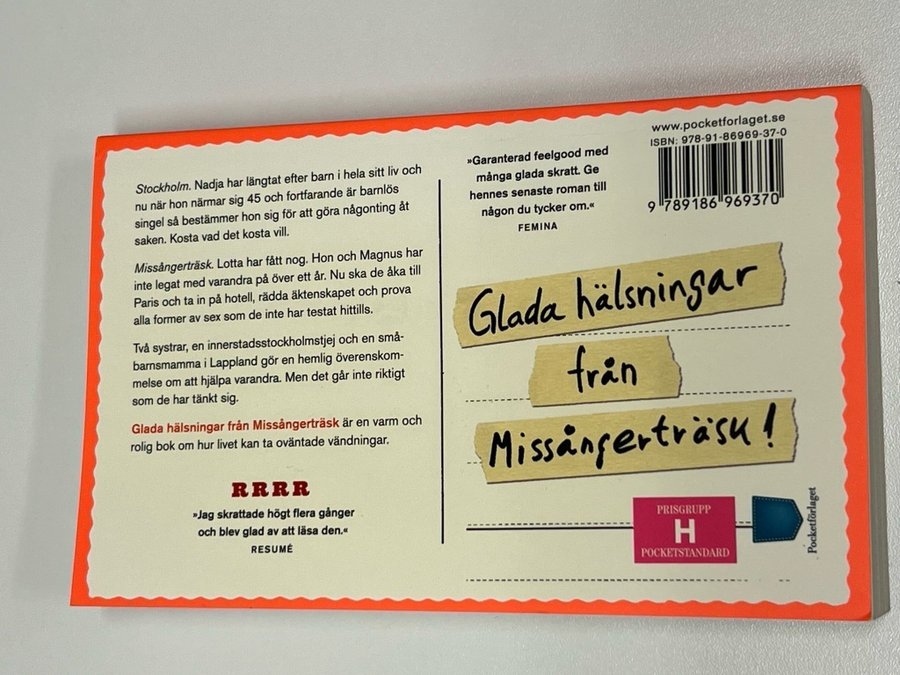 Stockholm. Nadja har längtat efter barn i hela sitt liv och
nu när hon närmar sig 45 och fortfarande är barnlös
singel så bestämmer hon sig för att göra någonting åt
saken. Kosta vad det kosta vill.
Missångerträsk. Lotta har fått nog. Hon och Magnus har
inte legat med varandra på över ett år. Nu ska de åka till
Paris och ta in på hotell, rädda äktenskapet och prova
alla former av sex som de inte har testat hittills.
Två systrar, en innerstadsstockholmstjej och en små-
barnsmamma i Lappland gör en hemlig överenskom-
melse om att hjälpa varandra. Men det går inte riktigt
som de har tänkt sig.
Glada hälsningar från Missångerträsk är en varm och
rolig bok om hur livet kan ta oväntade vändningar.
RRRR
»Jag skrattade högt flera gånger
och blev glad av att läsa den.«
RESUMÉ
»Garanterad feelgood med
många glada skratt. Ge
hennes senaste roman till
någon du tycker om.«
FEMINA
www.pocketforlaget.se
ISBN: 978-91-86969-37-0
9 789186 969370
Glada hälsningar
från
Missångerträsk!
PRISGRUPP
H
POCKETSTANDARD
Pocketförlaget